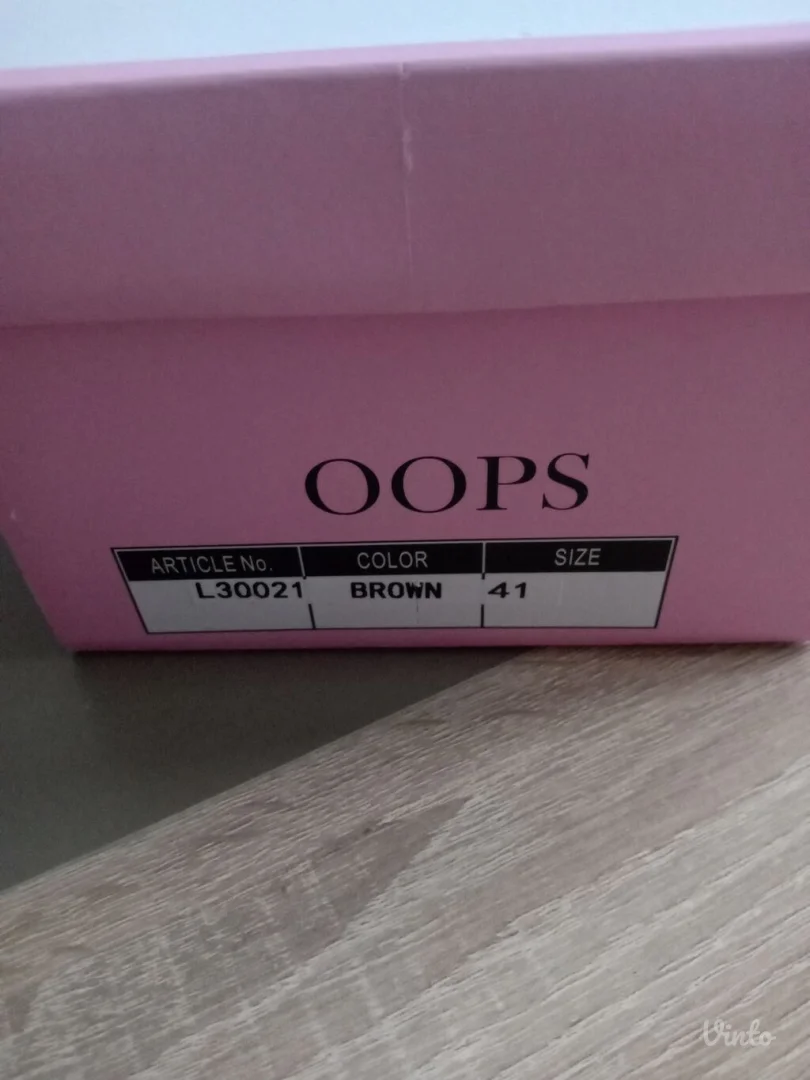 OOPS
ARTICLE No. COLOR SIZE
L30021 BROWN 41
Vinto